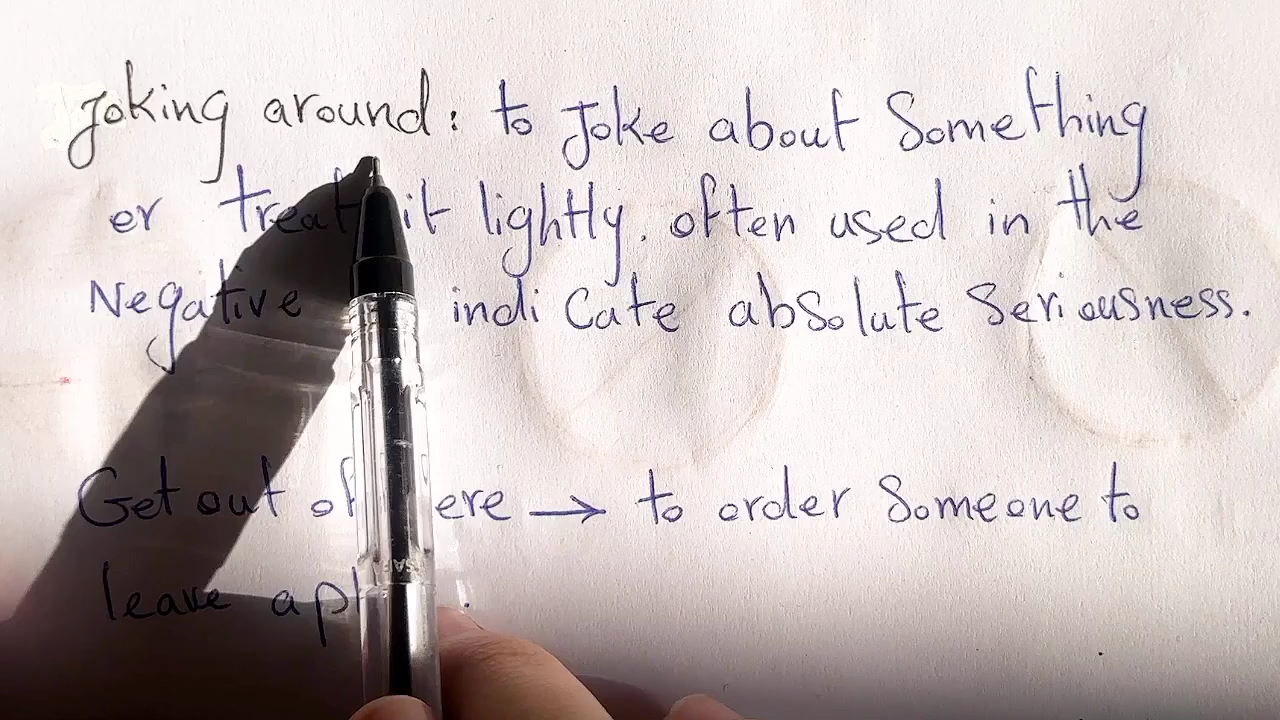 Joking around: to Joke about Something
or treat it lightly. often used in the
Negative indicate absolute Seriousness.
Get out of ere → to order Someone to
leave a